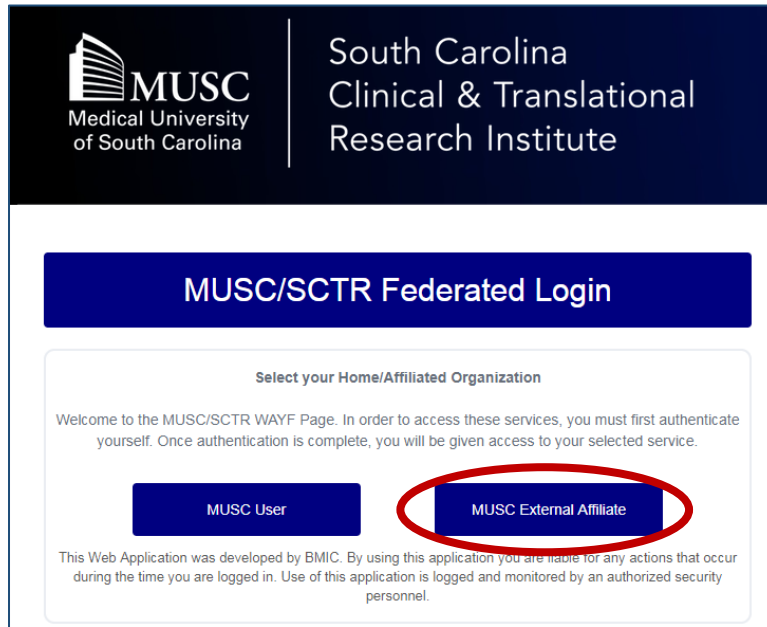 MUSC
Medical University
of South Carolina
South Carolina
Clinical & Translational
Research Institute
MUSC/SCTR Federated Login
Select your Home/Affiliated Organization
Welcome to the MUSC/SCTR WAYF Page. In order to access these services, you must first authenticate
yourself. Once authentication is complete, you will be given access to your selected service.
MUSC User
MUSC External Affiliate
This Web Application was developed by BMIC. By using this application you are liable for any actions that occur
during the time you are logged in. Use of this application is logged and monitored by an authorized security
personnel.